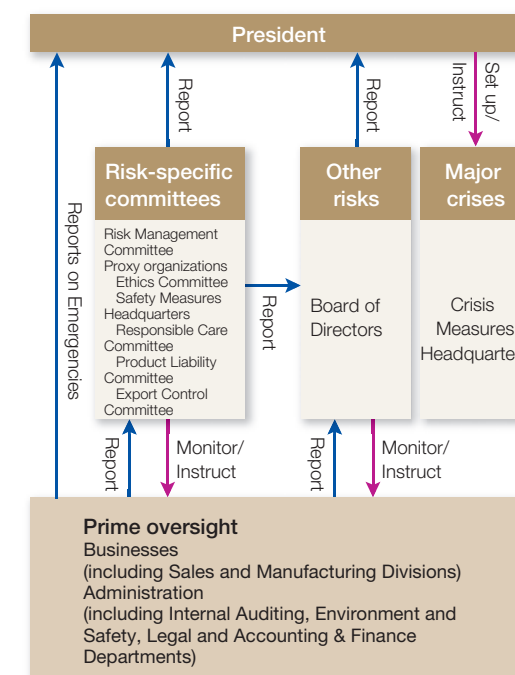 President
Report
Report
Set up/
Instruct
Reports on Emergencies
Risk-specific
committees
Risk Management
Committee
Proxy organizations
Ethics Committee
Safety Measures
Headquarters
Responsible Care
Committee
Product Liability
Committee
Export Control
Committee
Report
Other
risks
Board of
Directors
Major
crises
Crisis
Measures
Headquarte
Report
Monitor/
Instruct
Report
Monitor/
Instruct
Prime oversight
Businesses
(including Sales and Manufacturing Divisions)
Administration
(including Internal Auditing, Environment and
Safety, Legal and Accounting & Finance
Departments)